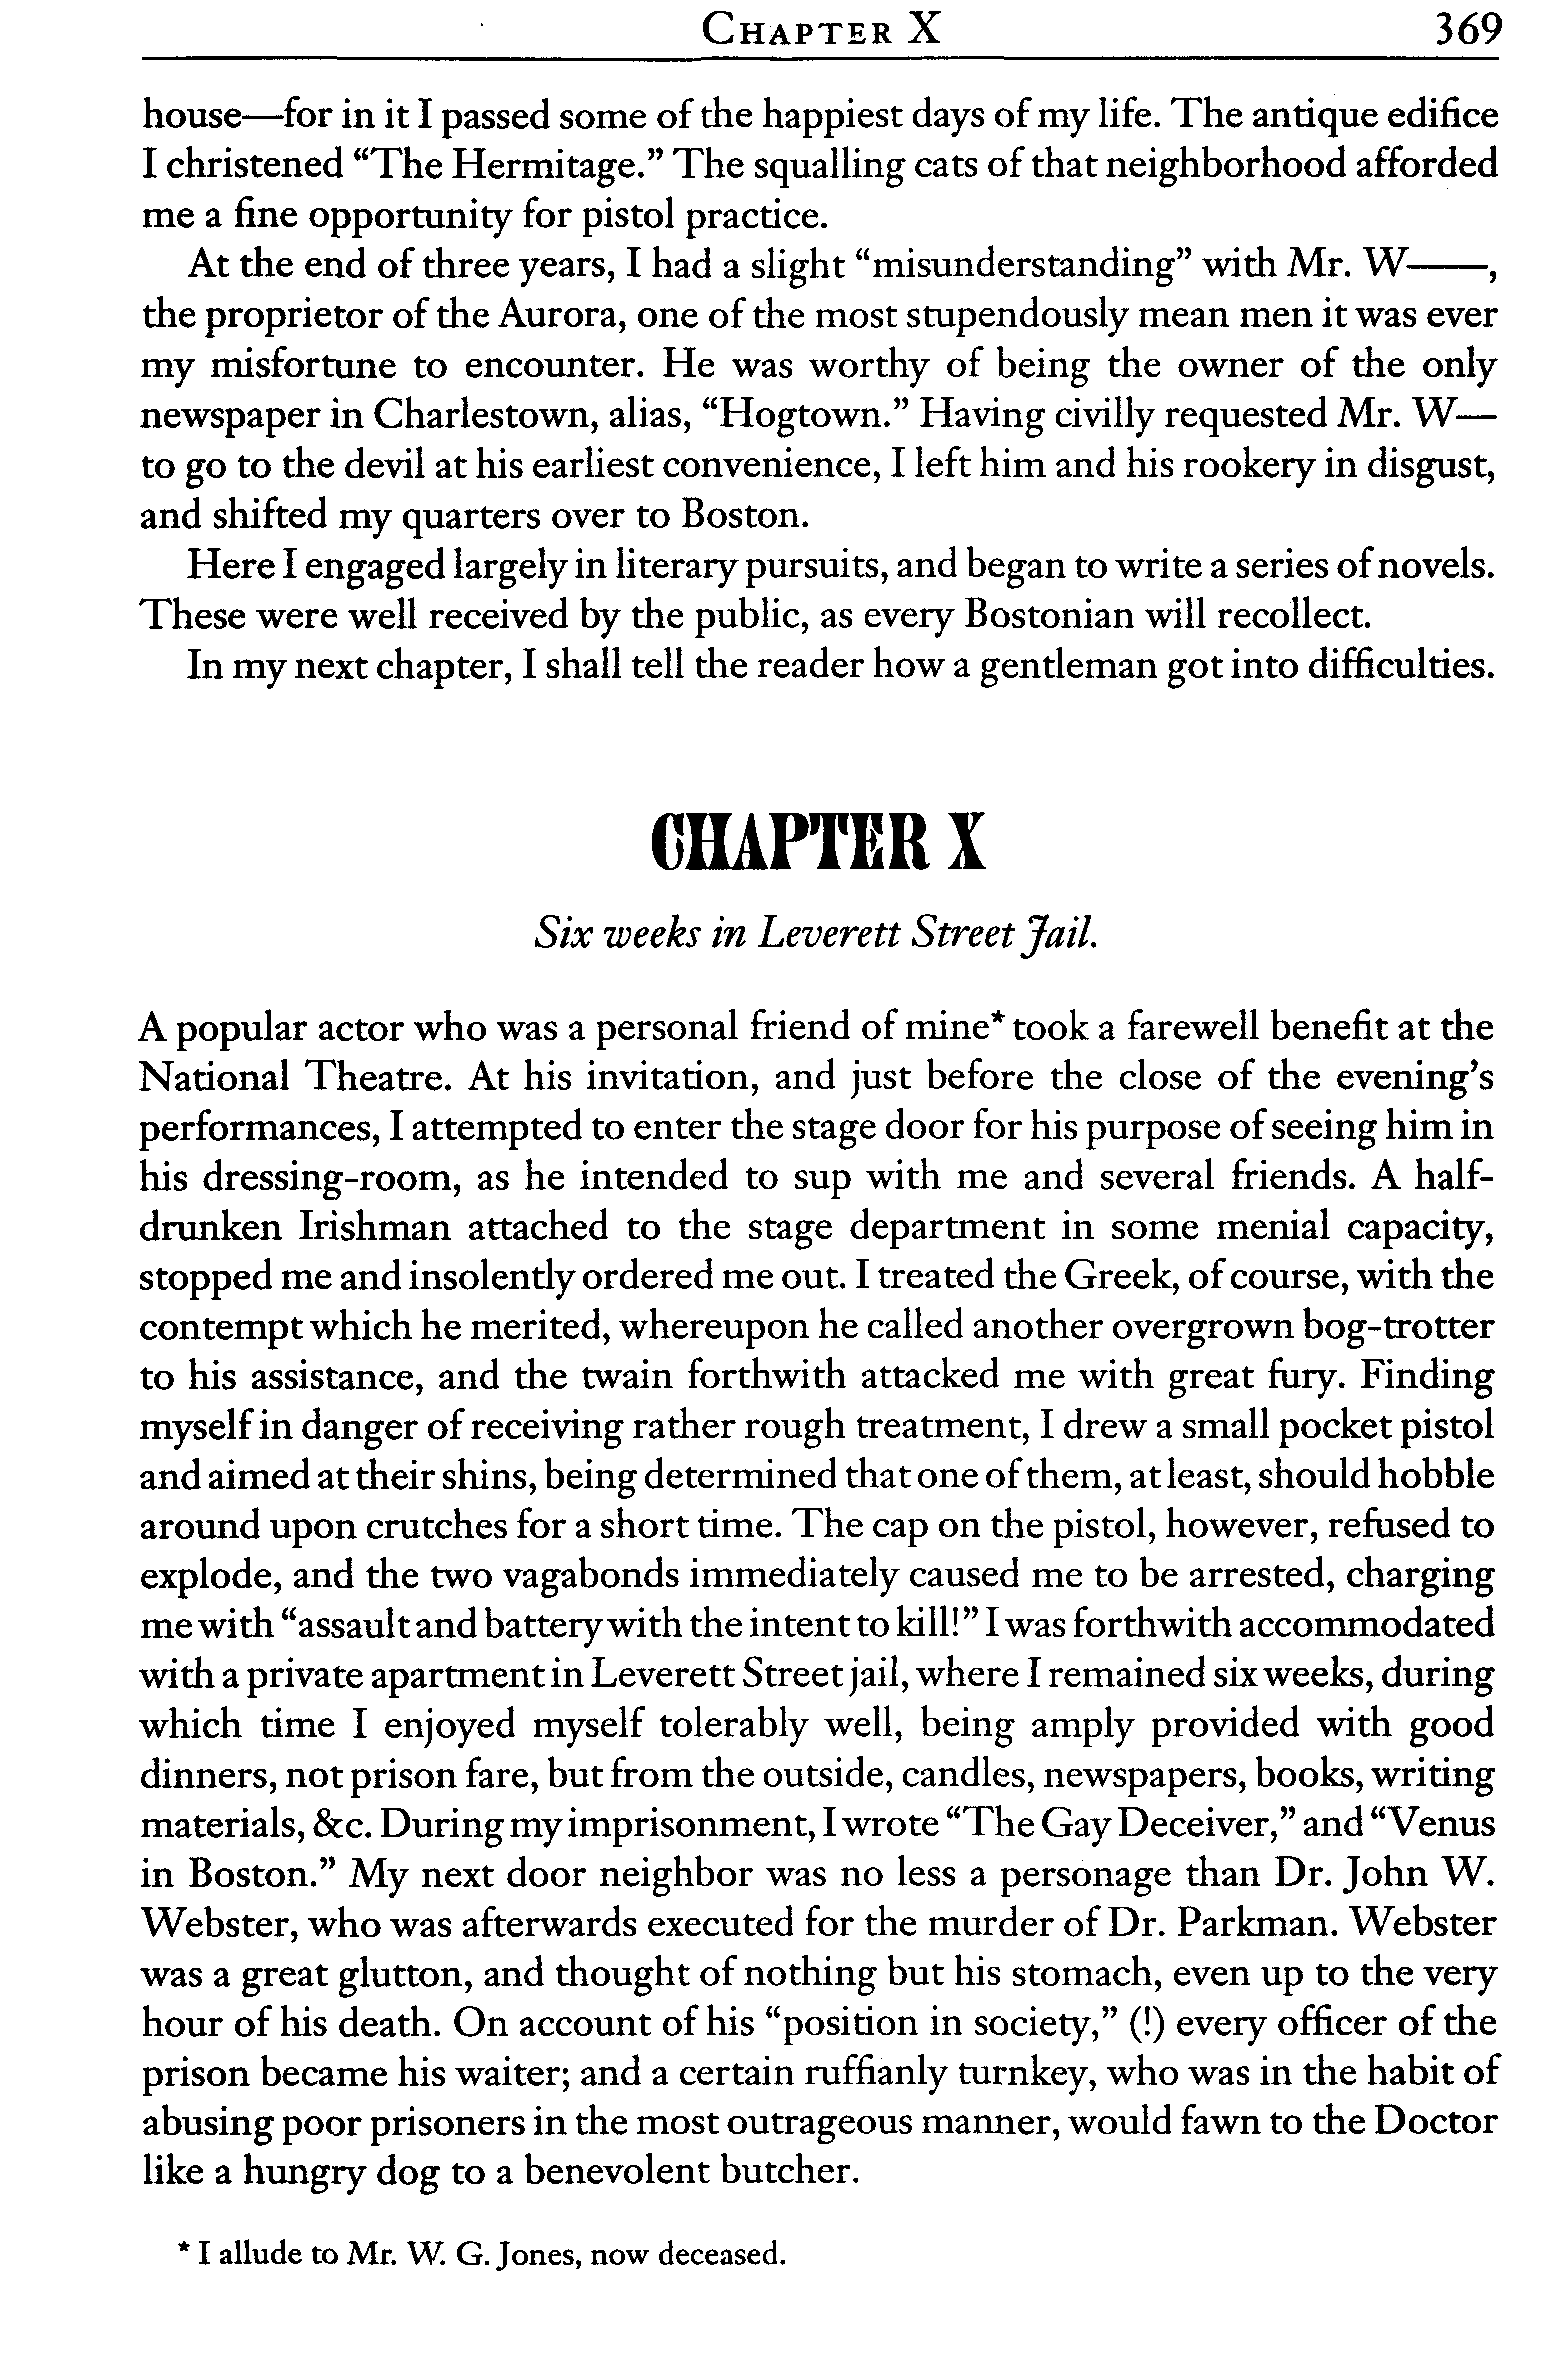 CHAPTER X 369
house—for in it I passed some of the happiest days of my life. The antique edifice
I christened “The Hermitage.” The squalling cats of that neighborhood afforded
me a fine opportunity for pistol practice.
At the end of three years, I had a slight “misunderstanding” with Mr. W——,
the proprietor of the Aurora, one of the most stupendously mean men it was ever
my misfortune to encounter. He was worthy of being the owner of the only
newspaper in Charlestown, alias, “Hogtown.” Having civilly requested Mr. W—
to go to the devil at his earliest convenience, I left him and his rookery in disgust,
and shifted my quarters over to Boston.
Here I engaged largely in literary pursuits, and began to write a series of novels.
These were well received by the public, as every Bostonian will recollect.
In my next chapter, I shall tell the reader how a gentleman got into difficulties.
CHAPTER X
Six weeks in Leverett Street Jail.
A popular actor who was a personal friend of mine* took a farewell benefit at the
National Theatre. At his invitation, and just before the close of the evening’s
performances, I attempted to enter the stage door for his purpose of seeing him in
his dressing-room, as he intended to sup with me and several friends. A half-
drunken Irishman attached to the stage department in some menial capacity,
stopped me and insolently ordered me out. I treated the Greek, of course, with the
contempt which he merited, whereupon he called another overgrown bog-trotter
to his assistance, and the twain forthwith attacked me with great fury. Finding
myself in danger of receiving rather rough treatment, I drew a small pocket pistol
and aimed at their shins, being determined that one of them, at least, should hobble
around upon crutches for a short time. The cap on the pistol, however, refused to
explode, and the two vagabonds immediately caused me to be arrested, charging
me with “assault and battery with the intent to kill!” I was forthwith accommodated
with a private apartment in Leverett Street jail, where I remained six weeks, during
which time I enjoyed myself tolerably well, being amply provided with good
dinners, not prison fare, but from the outside, candles, newspapers, books, writing
materials, &c. During my imprisonment, I wrote “The Gay Deceiver,” and “Venus
in Boston.” My next door neighbor was no less a personage than Dr. John W.
Webster, who was afterwards executed for the murder of Dr. Parkman. Webster
was a great glutton, and thought of nothing but his stomach, even up to the very
hour of his death. On account of his “position in society,” (!) every officer of the
prison became his waiter; and a certain ruffianly turnkey, who was in the habit of
abusing poor prisoners in the most outrageous manner, would fawn to the Doctor
like a hungry dog to a benevolent butcher.
* I allude to Mr. W. G. Jones, now deceased.